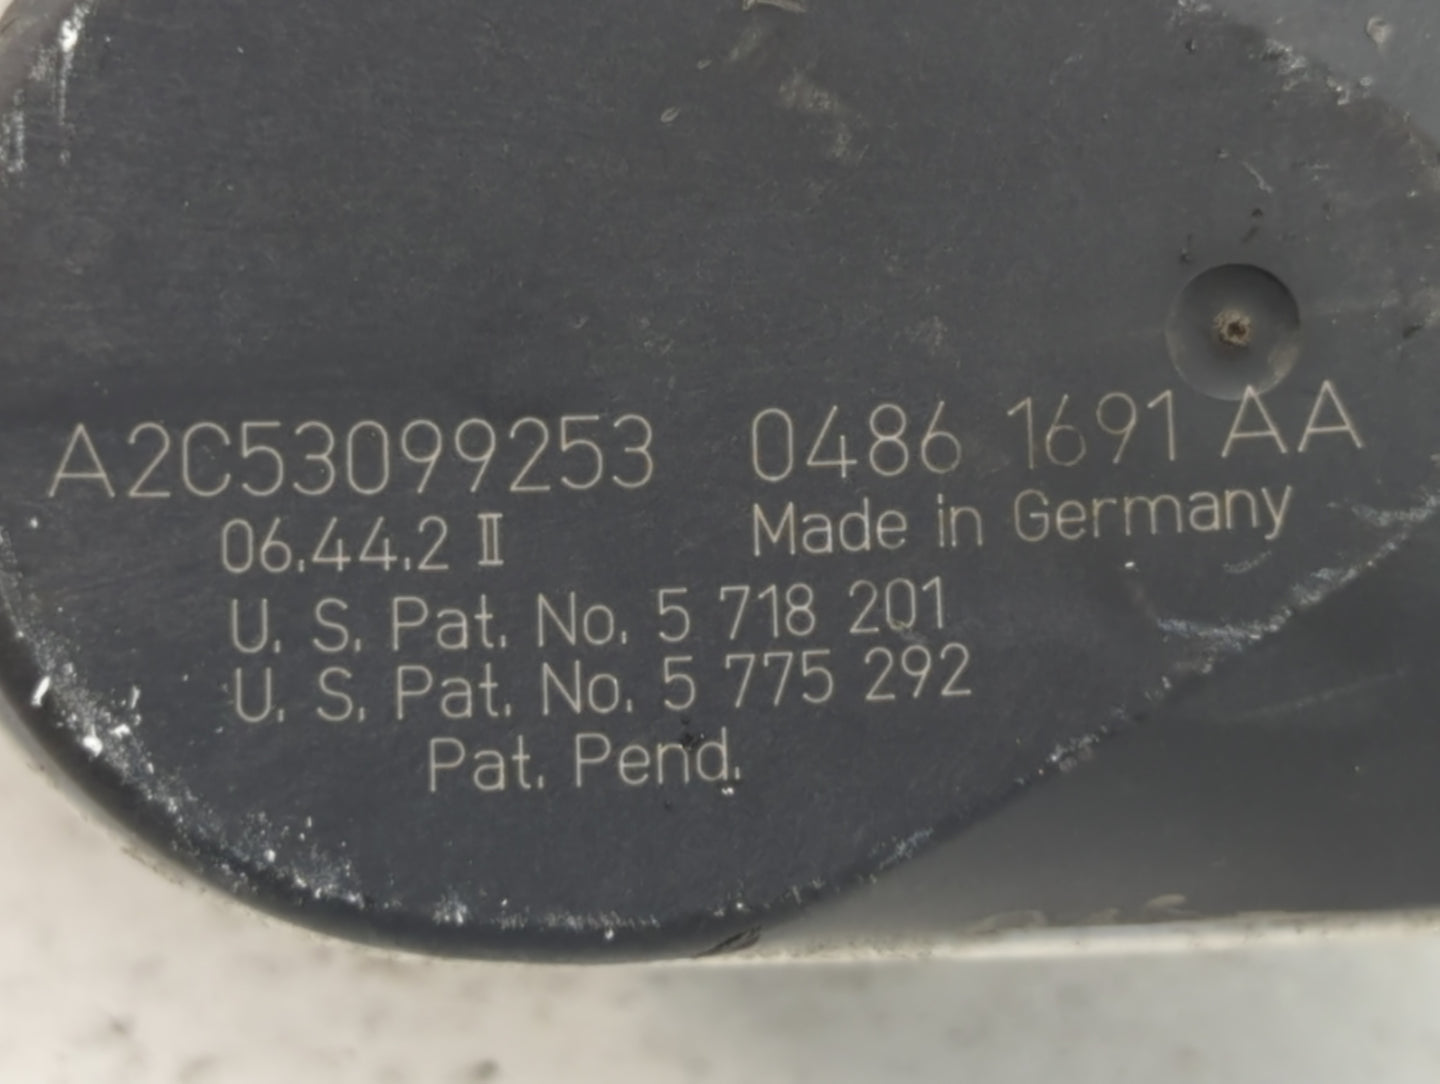 A2C53099253 0486 1691 AA
06.44.2 II Made in Germany
U. S. Pat. No. 5 718 201
U. S. Pat. No. 5 775 292
Pat. Pend.